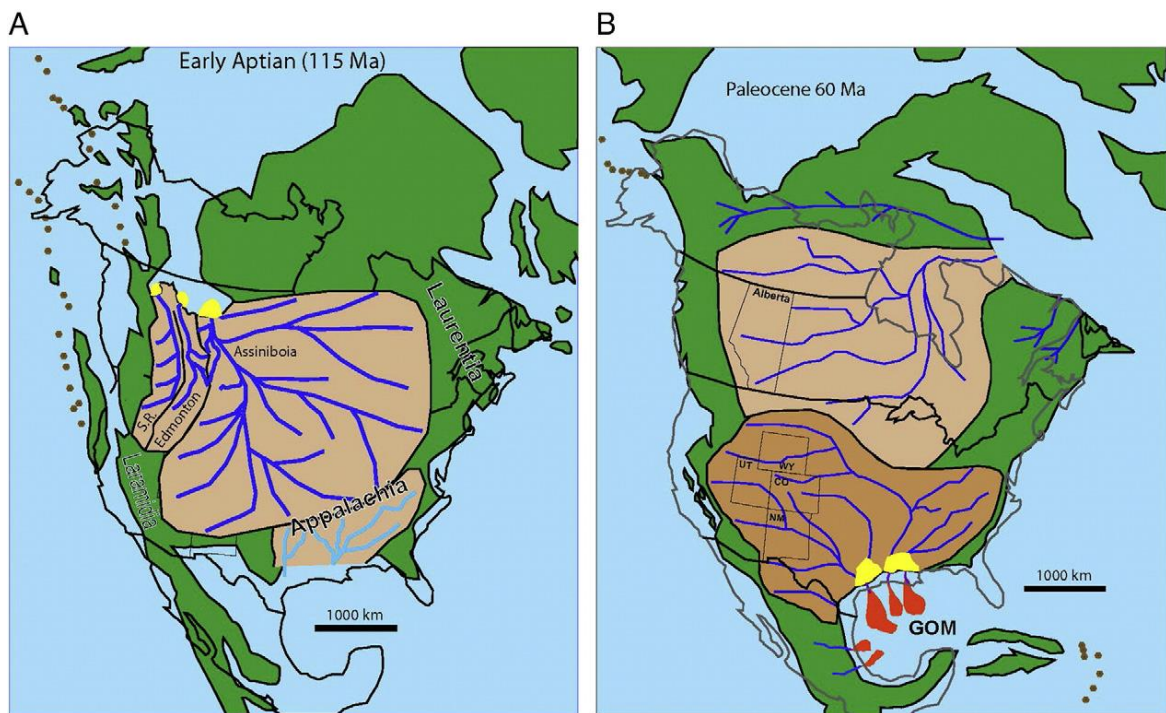 A
B
Early Aptian (115 Ma)
Assiniboia
S.R.
Edmonton
Laurentia
Laramidia
Appalachia
1000 km
Paleocene 60 Ma
Alberta
UT
WY
CO
NM
1000 km
GOM